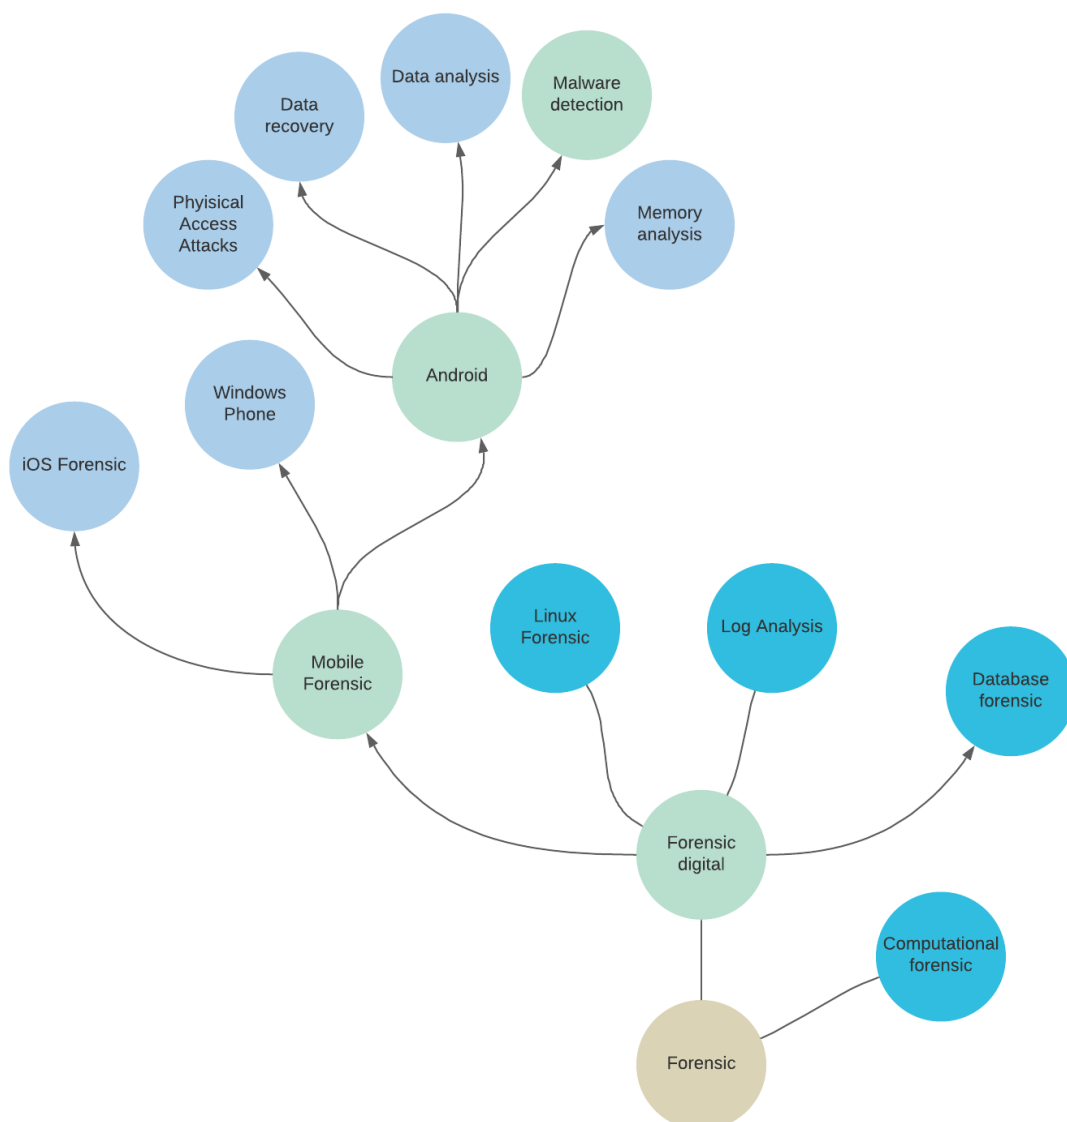 Data analysis
Malware
detection
Data
recovery
Phyisical
Access
Attacks
Memory
analysis
Android
Windows
Phone
iOS Forensic
Linux
Forensic
Log Analysis
Mobile
Forensic
Database
forensic
Forensic
digital
Computational
forensic
Forensic